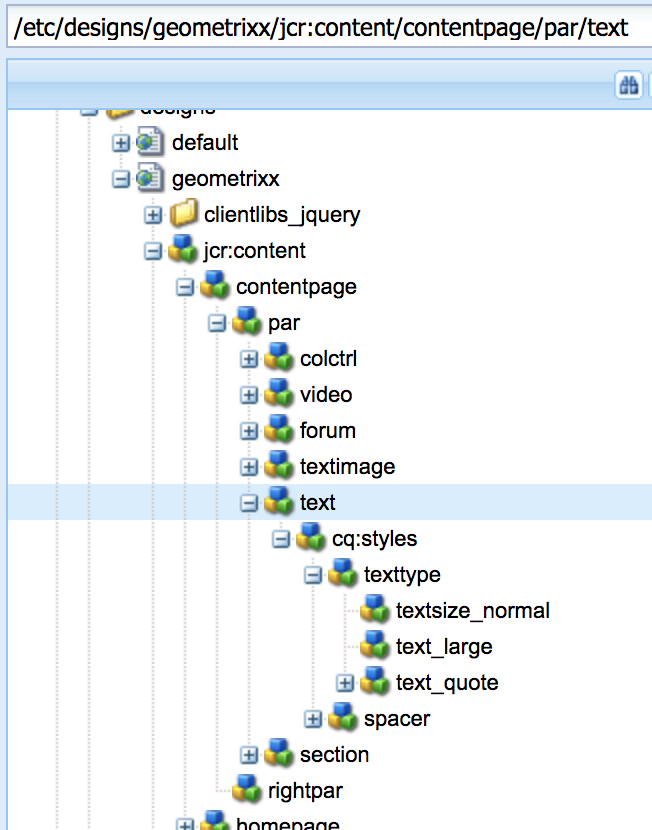 /etc/designs/geometrixx/jcr:content/contentpage/par/text
designs
default
geometrixx
clientlibs_jquery
jcr:content
contentpage
par
colctrl
video
forum
textimage
text
cq:styles
texttype
textsize_normal
text_large
text_quote
spacer
section
rightpar
homepage